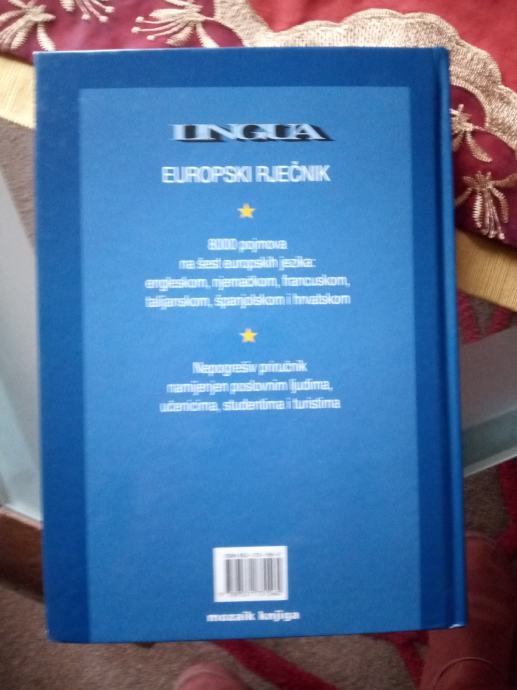 LINGUA
EUROPSKI RJEČNIK
8000 pojmova
na šest europskih jezika:
engleskom, njemačkom, francuskom,
talijanskom, španjolskom i hrvatskom
Nepogrešiv priručnik
namijenjen poslovnim ljudima,
učenicima, studentima i turistima
mozaik knjiga